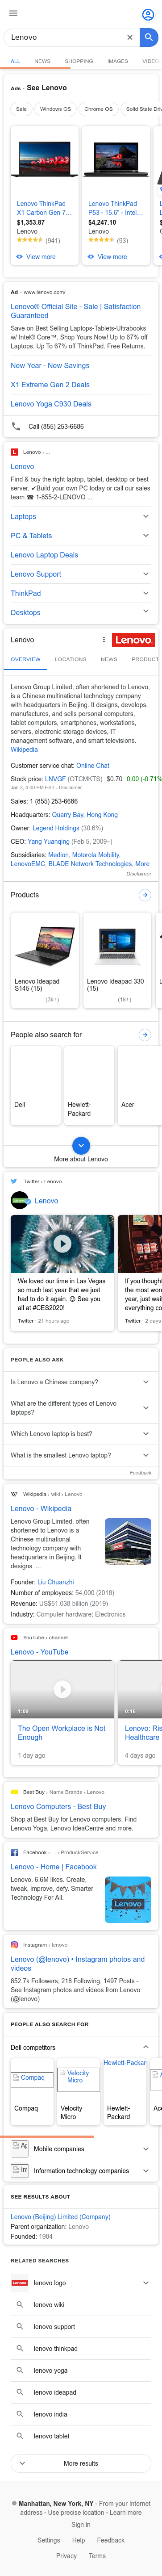 Lenovo
ALL NEWS SHOPPING IMAGES VIDEO
Ads · See Lenovo
Sale Windows OS Chrome OS Solid State Driv
Lenovo ThinkPad
X1 Carbon Gen 7...
$1,353.87
Lenovo
(941)
View more
Lenovo ThinkPad
P53 - 15.6" - Intel...
$4,247.10
Lenovo
(93)
View more
Ad · www.lenovo.com/
Lenovo® Official Site - Sale | Satisfaction
Guaranteed
Save on Best Selling Laptops-Tablets-Ultrabooks
w/ Intel® Core™. Shop Yours Now! Up to 67% off
Laptops. Up To 67% off ThinkPad. Free Returns.
New Year - New Savings
X1 Extreme Gen 2 Deals
Lenovo Yoga C930 Deals
Call (855) 253-6686
Lenovo › ...
Lenovo
Find & buy the right laptop, tablet, desktop or best
server. ✓Build your own PC today or call our sales
team ☎ 1-855-2-LENOVO ...
Laptops
PC & Tablets
Lenovo Laptop Deals
Lenovo Support
ThinkPad
Desktops
Lenovo
Lenovo
OVERVIEW LOCATIONS NEWS PRODUCT
Lenovo Group Limited, often shortened to Lenovo,
is a Chinese multinational technology company
with headquarters in Beijing. It designs, develops,
manufactures, and sells personal computers,
tablet computers, smartphones, workstations,
servers, electronic storage devices, IT
management software, and smart televisions.
Wikipedia
Customer service chat: Online Chat
Stock price: LNVGF (OTCMKTS) $0.70 0.00 (-0.71%
Jan 3, 4:00 PM EST - Disclaimer
Sales: 1 (855) 253-6686
Headquarters: Quarry Bay, Hong Kong
Owner: Legend Holdings (30.6%)
CEO: Yang Yuanqing (Feb 5, 2009–)
Subsidiaries: Medion, Motorola Mobility,
LenovoEMC, BLADE Network Technologies, More
Disclaimer
Products
Lenovo Ideapad
S145 (15)
(3k+)
Lenovo Ideapad 330
(15)
(1k+)
People also search for
Dell
Hewlett-
Packard
Acer
More about Lenovo
Twitter › Lenovo
Lenovo
We loved our time in Las Vegas
so much last year that we just
had to do it again. 😉 See you
all at #CES2020!
Twitter · 21 hours ago
If you thought
the most won
year, just wait
everything co
Twitter · 2 days
PEOPLE ALSO ASK
Is Lenovo a Chinese company?
What are the different types of Lenovo
laptops?
Which Lenovo laptop is best?
What is the smallest Lenovo laptop?
Feedback
Wikipedia › wiki › Lenovo
Lenovo - Wikipedia
Lenovo Group Limited, often
shortened to Lenovo is a
Chinese multinational
technology company with
headquarters in Beijing. It
designs ...
Founder: Liu Chuanzhi
Number of employees: 54,000 (2018)
Revenue: US$51.038 billion (2019)
Industry: Computer hardware; Electronics
YouTube › channel
Lenovo - YouTube
1:59
The Open Workplace is Not
Enough
1 day ago
0:16
Lenovo: Ris
Healthcare
4 days ago
Best Buy › Name Brands › Lenovo
Lenovo Computers - Best Buy
Shop at Best Buy for Lenovo computers. Find
Lenovo Yoga, Lenovo IdeaCentre and more.
Facebook › ... › Product/Service
Lenovo - Home | Facebook
Lenovo. 6.6M likes. Create,
tweak, improve, defy, Smarter
Technology For All.
Lenovo
Instagram › lenovo
Lenovo (@lenovo) • Instagram photos and
videos
852.7k Followers, 218 Following, 1497 Posts -
See Instagram photos and videos from Lenovo
(@lenovo)
PEOPLE ALSO SEARCH FOR
Dell competitors
Compaq
Compaq
Velocity
Micro
Velocity
Micro
Hewlett-Packard
Hewlett-
Packard
Ace
Mobile companies
Information technology companies
SEE RESULTS ABOUT
Lenovo (Beijing) Limited (Company)
Parent organization: Lenovo
Founded: 1984
RELATED SEARCHES
lenovo logo
lenovo wiki
lenovo support
lenovo thinkpad
lenovo yoga
lenovo ideapad
lenovo india
lenovo tablet
More results
Manhattan, New York, NY - From your Internet
address - Use precise location - Learn more
Sign in
Settings Help Feedback
Privacy Terms